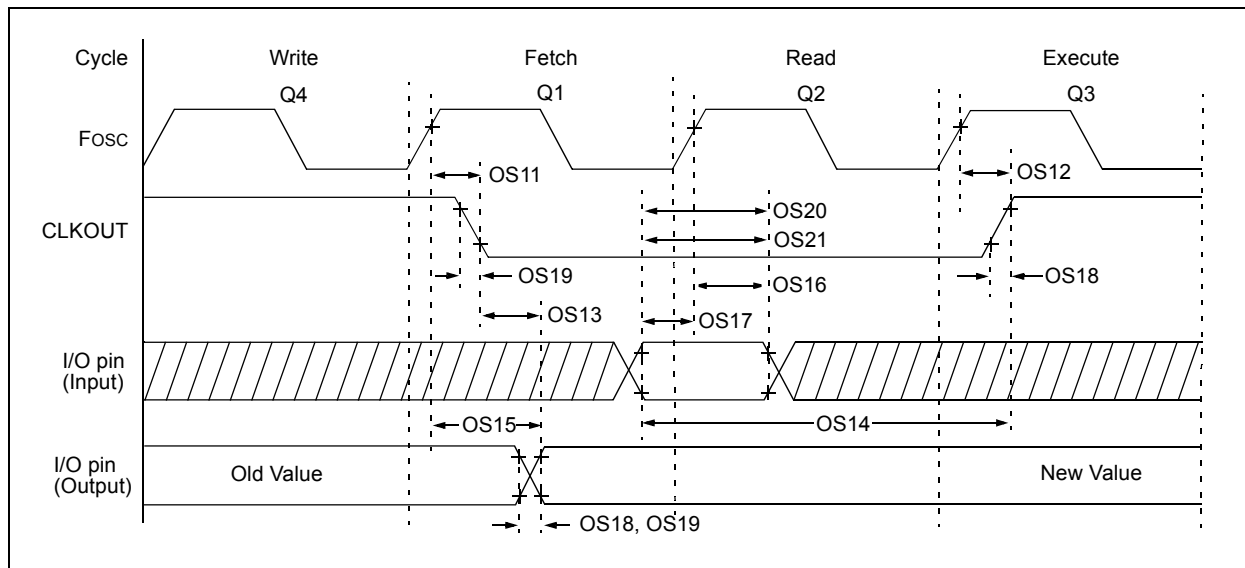 Cycle Write Fetch Read Execute
Q4 Q1 Q2 Q3
Fosc
OS11 OS12
OS20
CLKOUT
OS21
OS19 OS16 OS18
OS13 OS17
I/O pin
(Input)
OS15 OS14
I/O pin
(Output)
Old Value New Value
OS18, OS19